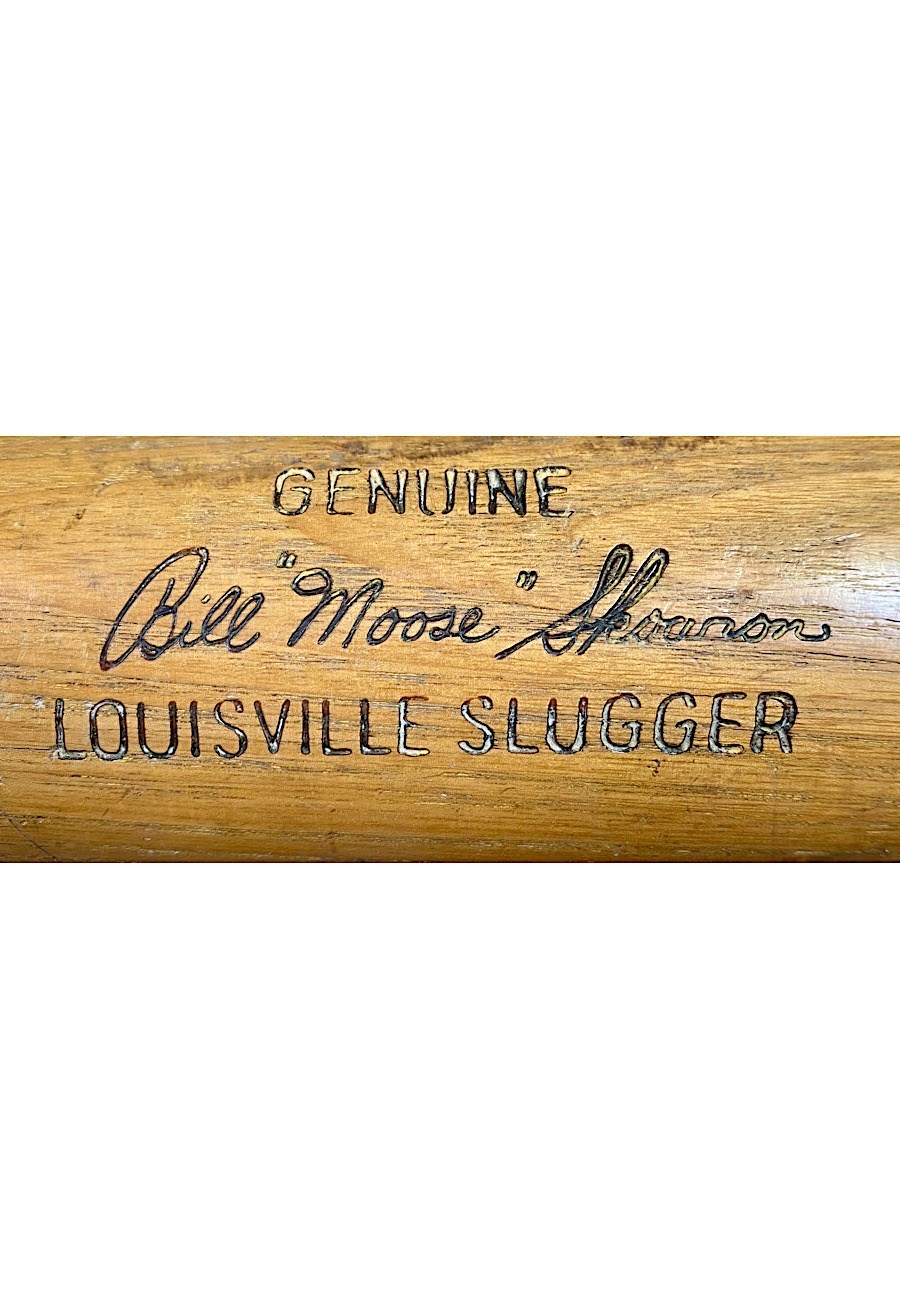 GENUINE
Bill "Moose" Skowron
LOUISVILLE SLUGGER